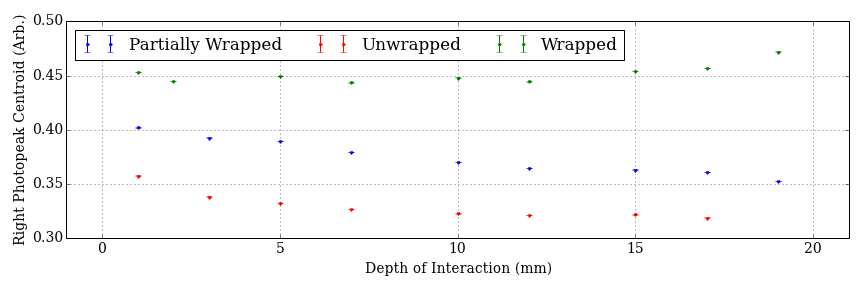 Right Photopeak Centroid (Arb.)
0.50
0.45
0.40
0.35
0.30
Partially Wrapped Unwrapped Wrapped
0 5 10 15 20
Depth of Interaction (mm)